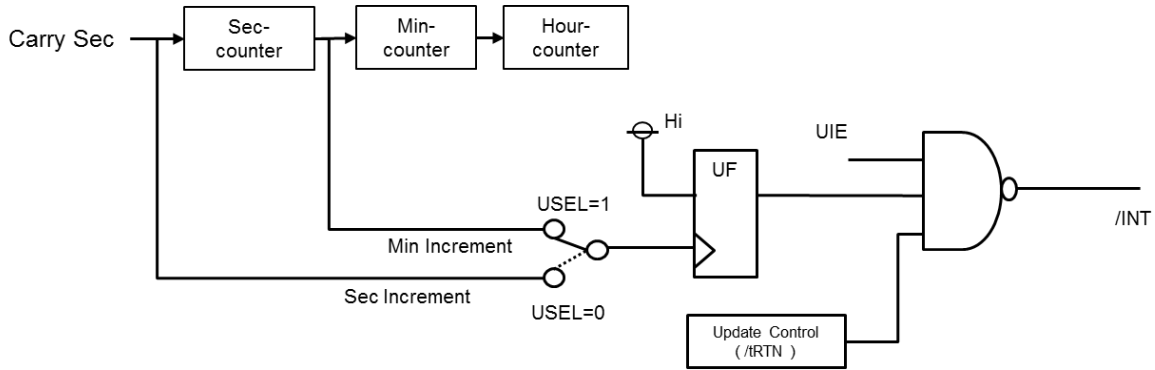 Carry Sec
Sec-
counter
Min-
counter
Hour-
counter
Hi
UIE
UF
USEL=1
/INT
Min Increment
Sec Increment
USEL=0
Update Control
( /tRTN )